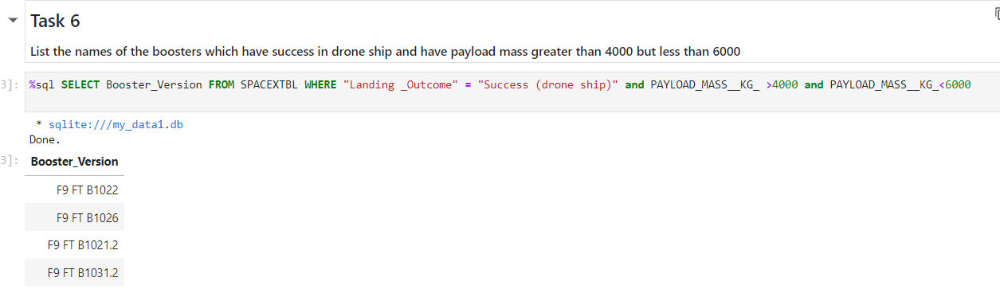 Task 6
List the names of the boosters which have success in drone ship and have payload mass greater than 4000 but less than 6000
3]: %sql SELECT Booster_Version FROM SPACEXTBL WHERE "Landing _Outcome" = "Success (drone ship)" and PAYLOAD_MASS__KG_ >4000 and PAYLOAD_MASS__KG_<6000
* sqlite:///my_data1.db
Done.
3]: Booster_Version
F9 FT B1022
F9 FT B1026
F9 FT B1021.2
F9 FT B1031.2